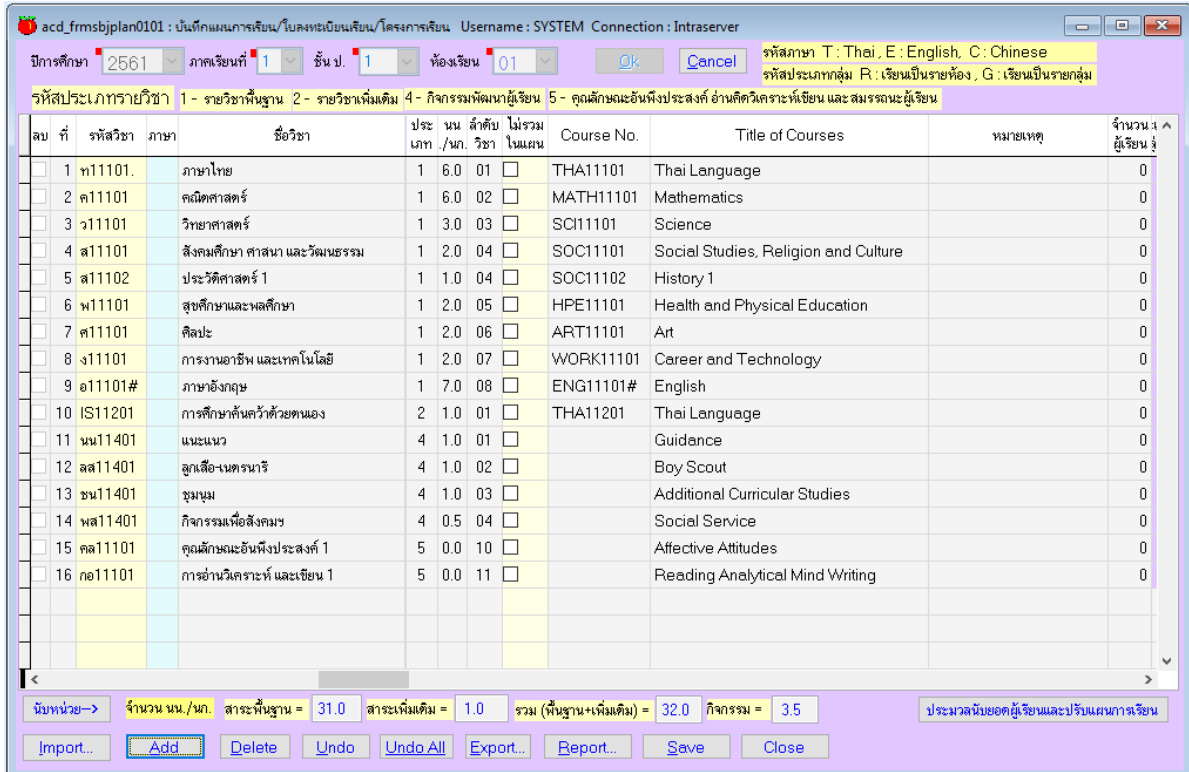 acd_frmsbjplan0101 : บันทึกแผนการเรียน/ใบลงทะเบียนเรียน/โครงการเรียน Username : SYSTEM Connection : Intraserver
ปีการศึกษา 2561 ภาคเรียนที่ 1 ชั้น ป. 1 ห้องเรียน 01 Ok Cancel รหัสภาษา T : Thai , E : English, C : Chinese
รหัสประเภทกลุ่ม R : เรียนเป็นรายห้อง , G : เรียนเป็นรายกลุ่ม
รหัสประเภทรายวิชา 1 - รายวิชาพื้นฐาน 2 - รายวิชาเพิ่มเติม 4 - กิจกรรมพัฒนาผู้เรียน 5 - คุณลักษณะอันพึงประสงค์ อ่านคิดวิเคราะห์เขียน และสมรรถนะผู้เรียน
ลบ ที่ รหัสวิชา ภาษา ชื่อวิชา ประเภท นน./นก. ลำดับวิชา ไม่รวมในแผน Course No. Title of Courses หมายเหตุ จำนวนผู้เรียน
1 ท11101. ภาษาไทย 1 6.0 01 THA11101 Thai Language 0
2 ค11101 คณิตศาสตร์ 1 6.0 02 MATH11101 Mathematics 0
3 ว11101 วิทยาศาสตร์ 1 3.0 03 SCI11101 Science 0
4 ส11101 สังคมศึกษา ศาสนา และวัฒนธรรม 1 2.0 04 SOC11101 Social Studies, Religion and Culture 0
5 ส11102 ประวัติศาสตร์ 1 1 1.0 04 SOC11102 History 1 0
6 พ11101 สุขศึกษาและพลศึกษา 1 2.0 05 HPE11101 Health and Physical Education 0
7 ศ11101 ศิลปะ 1 2.0 06 ART11101 Art 0
8 ง11101 การงานอาชีพ และเทคโนโลยี 1 2.0 07 WORK11101 Career and Technology 0
9 อ11101# ภาษาอังกฤษ 1 7.0 08 ENG11101# English 0
10 IS11201 การศึกษาค้นคว้าด้วยตนเอง 2 1.0 01 THA11201 Thai Language 0
11 นน11401 แนะแนว 4 1.0 01 Guidance 0
12 ลส11401 ลูกเสือ-เนตรนารี 4 1.0 02 Boy Scout 0
13 ชน11401 ชุมนุม 4 1.0 03 Additional Curricular Studies 0
14 พส11401 กิจกรรมเพื่อสังคมฯ 4 0.5 04 Social Service 0
15 คล11101 คุณลักษณะอันพึงประสงค์ 1 5 0.0 10 Affective Attitudes 0
16 กอ11101 การอ่านวิเคราะห์ และเขียน 1 5 0.0 11 Reading Analytical Mind Writing 0
นับหน่วย--> จำนวน นน./นก. สาระพื้นฐาน = 31.0 สาระเพิ่มเติม = 1.0 รวม (พื้นฐาน+เพิ่มเติม) = 32.0 กิจกรรม = 3.5 ประมวลนับยอดผู้เรียนและปรับแผนการเรียน
Import... Add Delete Undo Undo All Export... Report... Save Close